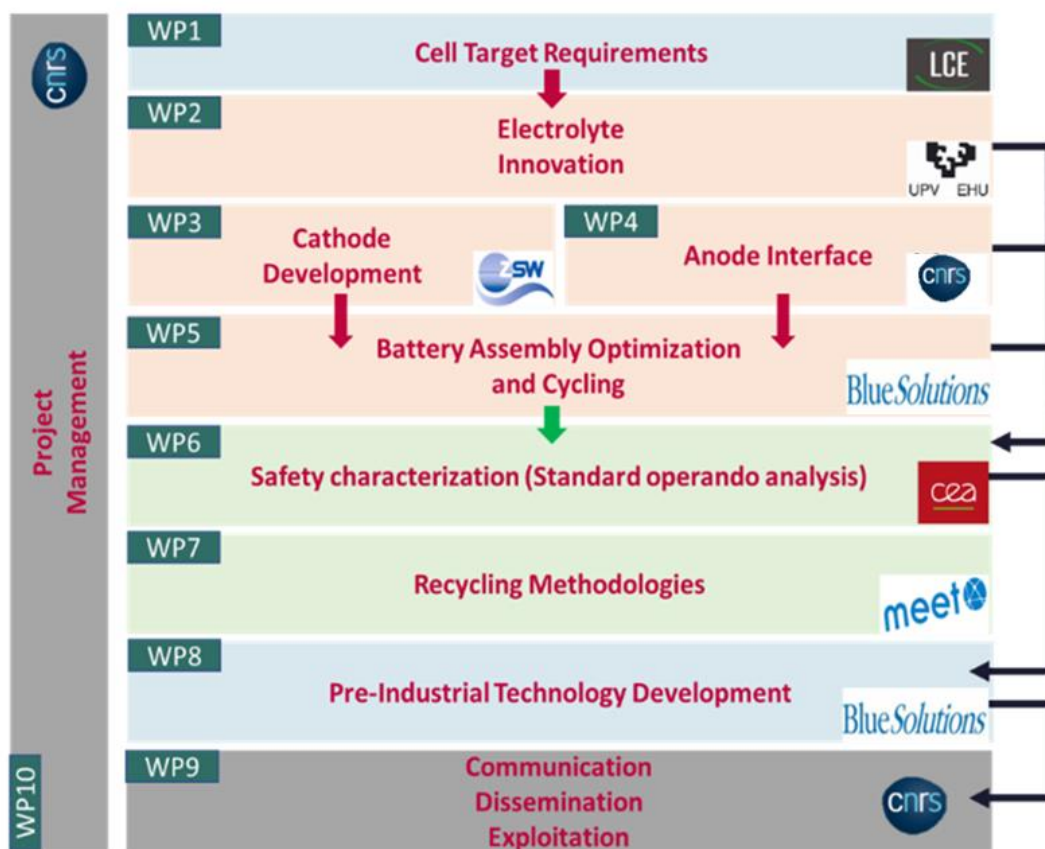 cnrs
Project
Management
WP10
WP1
Cell Target Requirements
LCE
WP2
Electrolyte
Innovation
UPV EHU
WP3
Cathode
Development
ZSW
WP4
Anode Interface
cnrs
WP5
Battery Assembly Optimization
and Cycling
BlueSolutions
WP6
Safety characterization (Standard operando analysis)
cea
WP7
Recycling Methodologies
meet
WP8
Pre-Industrial Technology Development
BlueSolutions
WP9
Communication
Dissemination
Exploitation
cnrs